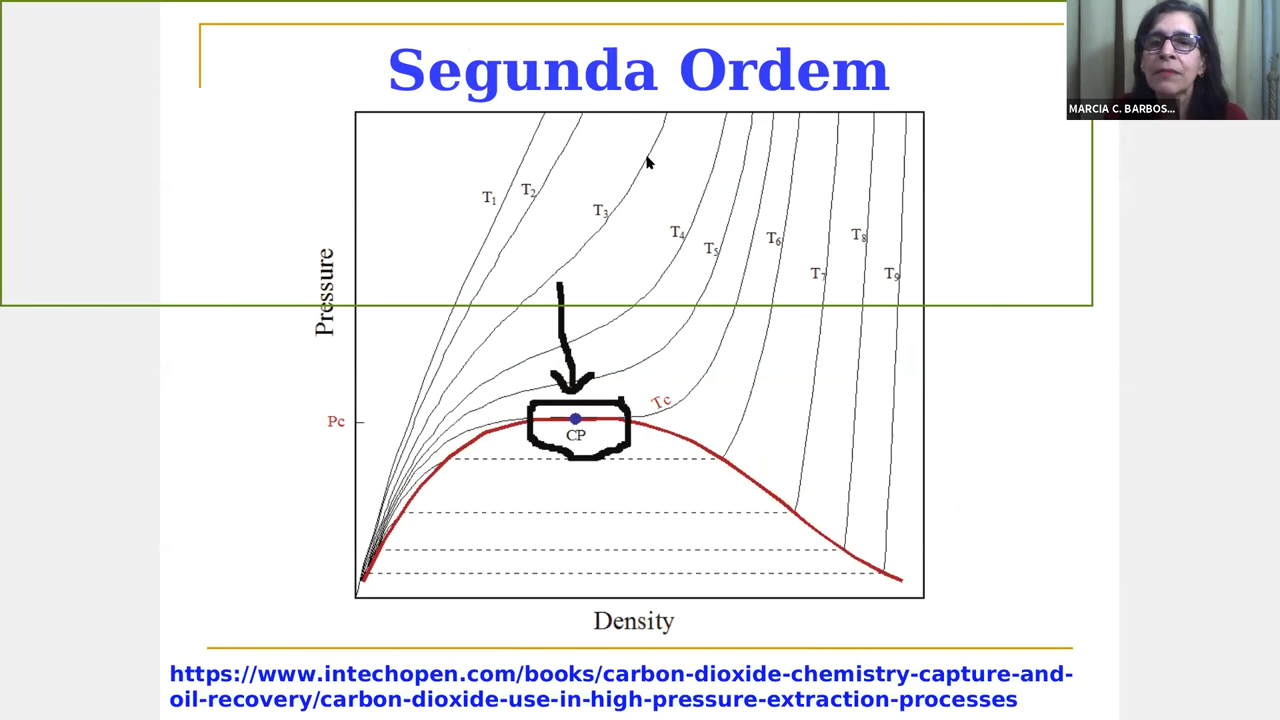 Segunda Ordem
MARCIA C. BARBOS...
T1
T2
T3
T4
T5
T6
T7
T8
T9
Pressure
Pc
Tc
CP
Density
https://www.intechopen.com/books/carbon-dioxide-chemistry-capture-and-
oil-recovery/carbon-dioxide-use-in-high-pressure-extraction-processes